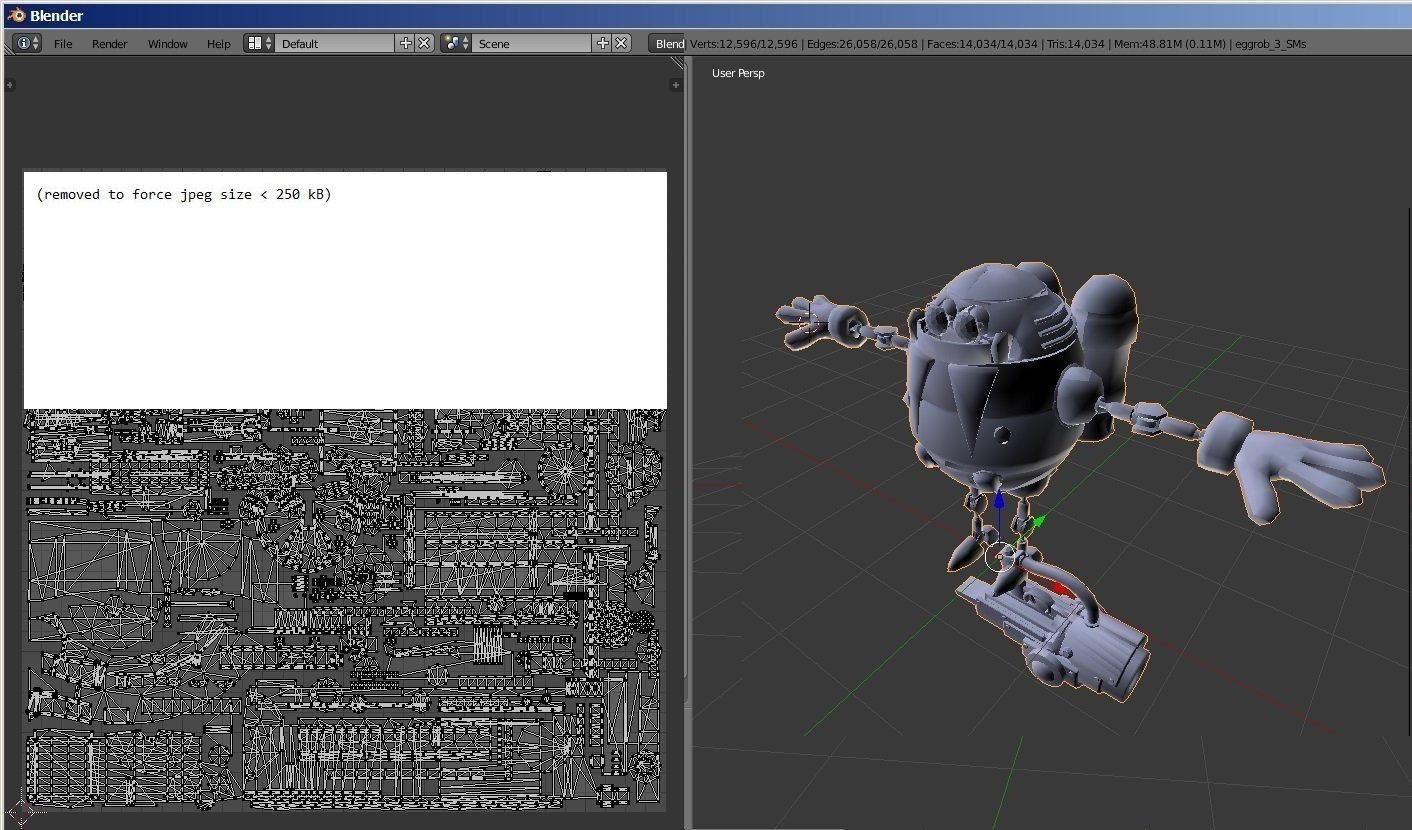 Blender
File Render Window Help Default Scene Blend Verts:12,596/12,596 | Edges:26,058/26,058 | Faces:14,034/14,034 | Tris:14,034 | Mem:48.81M (0.11M) | eggrob_3_SMs
User Persp
(removed to force jpeg size < 250 kB)